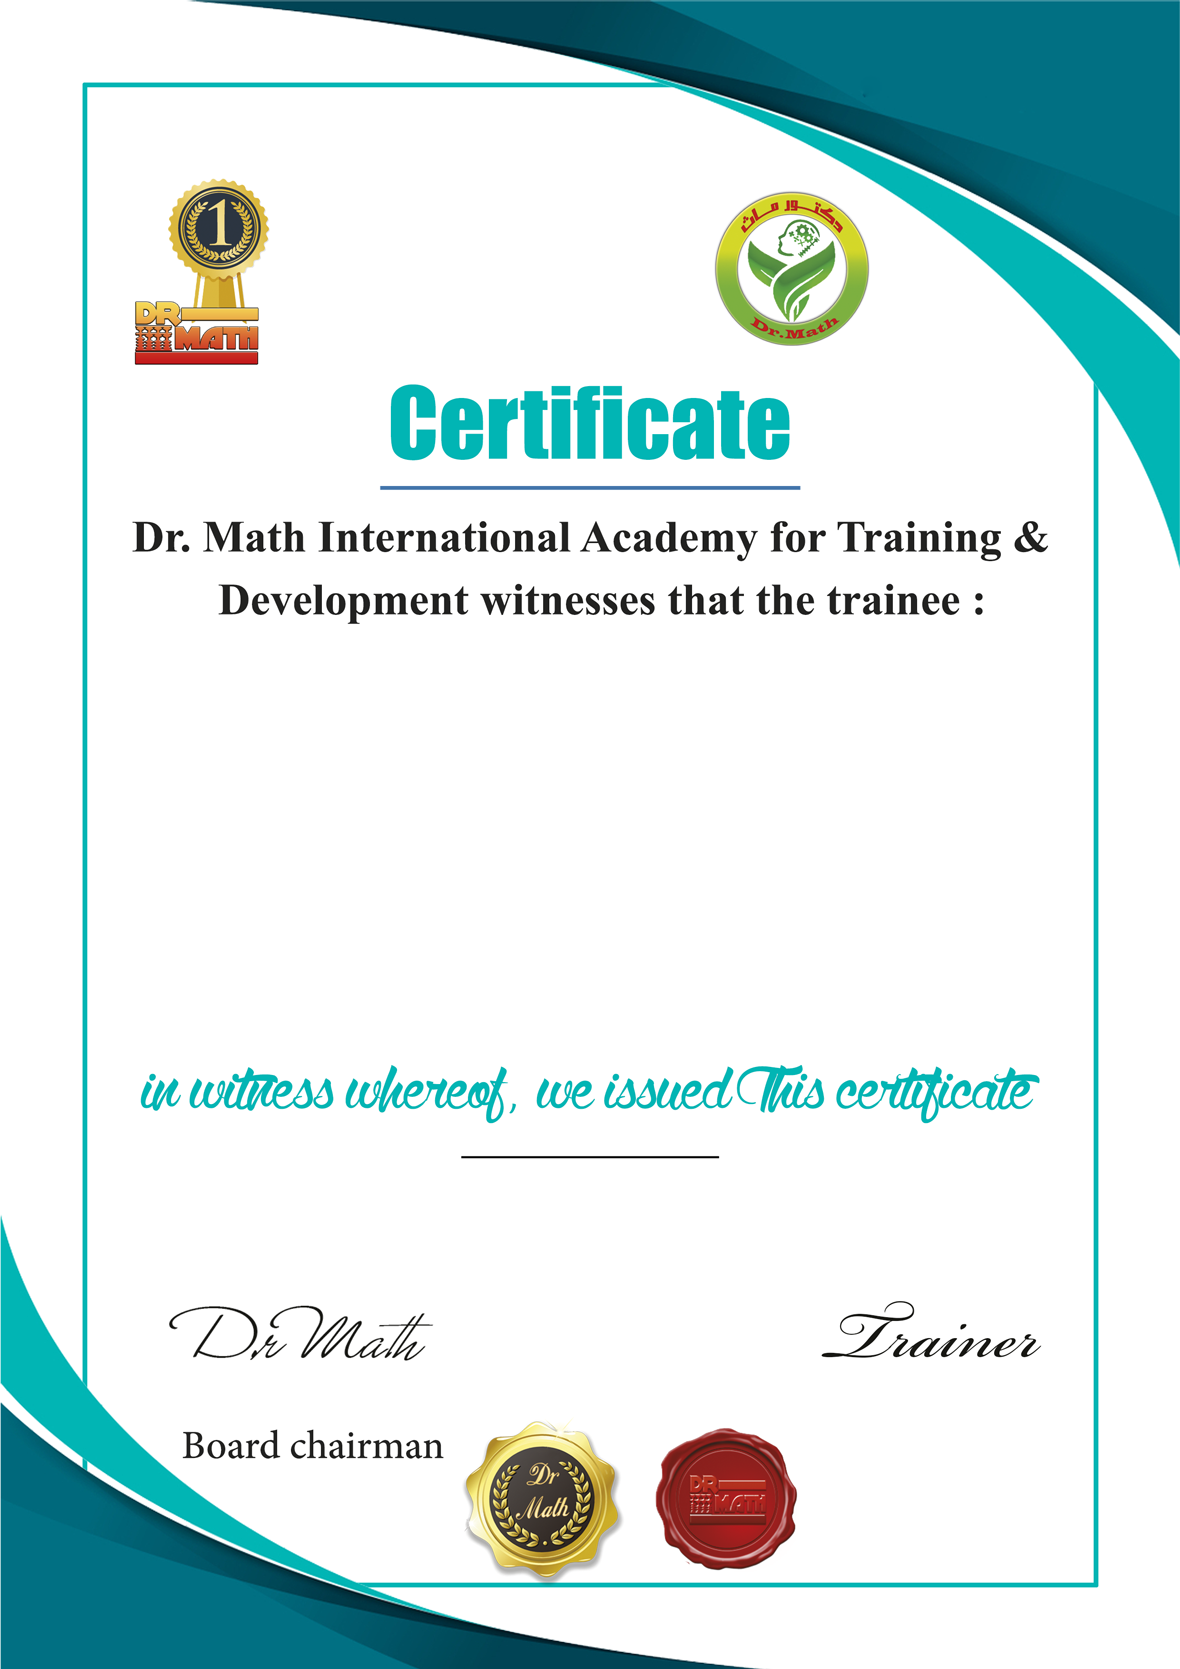 1
DR
MATH
دكتور ماث
Dr.Math
Certificate
Dr. Math International Academy for Training &
Development witnesses that the trainee :
in witness whereof, we issued This certificate
Dr Math
Trainer
Board chairman
Dr
Math
DR
MATH